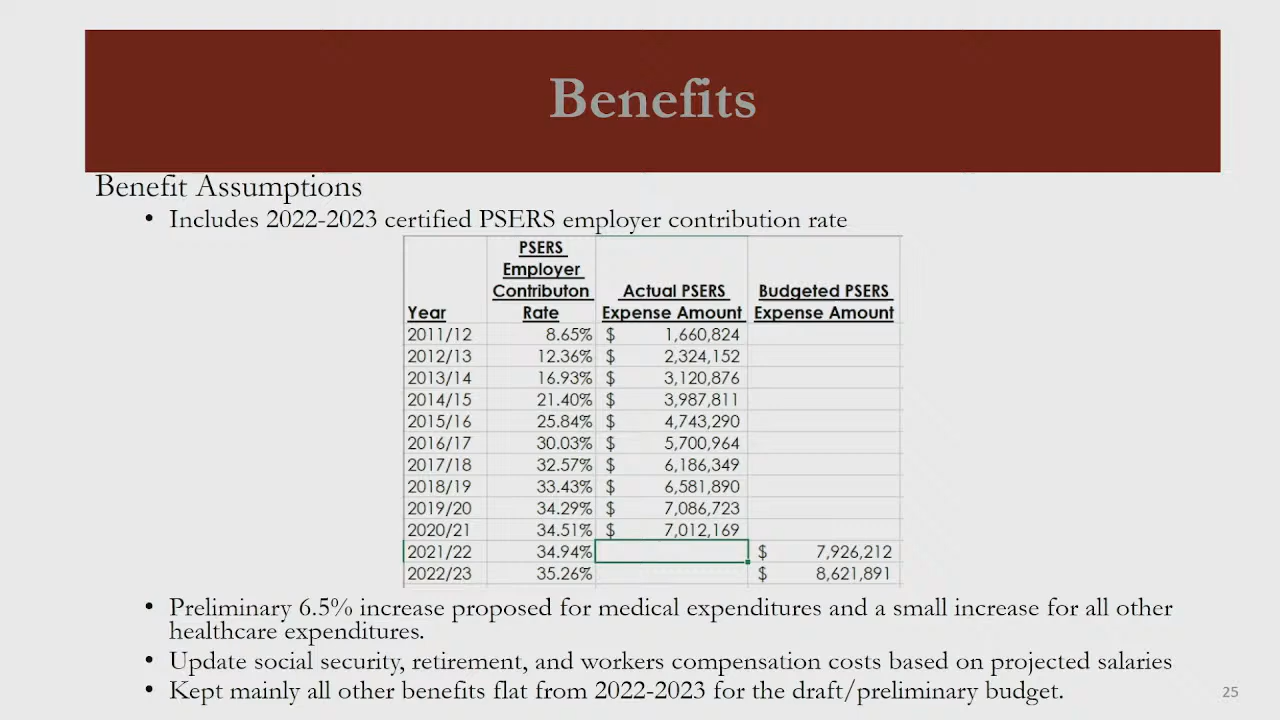 Benefits
Benefit Assumptions
• Includes 2022-2023 certified PSERS employer contribution rate
PSERS
Employer
Contributon Actual PSERS Budgeted PSERS
Year Rate Expense Amount Expense Amount
2011/12 8.65% $ 1,660,824
2012/13 12.36% $ 2,324,152
2013/14 16.93% $ 3,120,876
2014/15 21.40% $ 3,987,811
2015/16 25.84% $ 4,743,290
2016/17 30.03% $ 5,700,964
2017/18 32.57% $ 6,186,349
2018/19 33.43% $ 6,581,890
2019/20 34.29% $ 7,086,723
2020/21 34.51% $ 7,012,169
2021/22 34.94% $ 7,926,212
2022/23 35.26% $ 8,621,891
• Preliminary 6.5% increase proposed for medical expenditures and a small increase for all other
healthcare expenditures.
• Update social security, retirement, and workers compensation costs based on projected salaries
• Kept mainly all other benefits flat from 2022-2023 for the draft/preliminary budget.
25